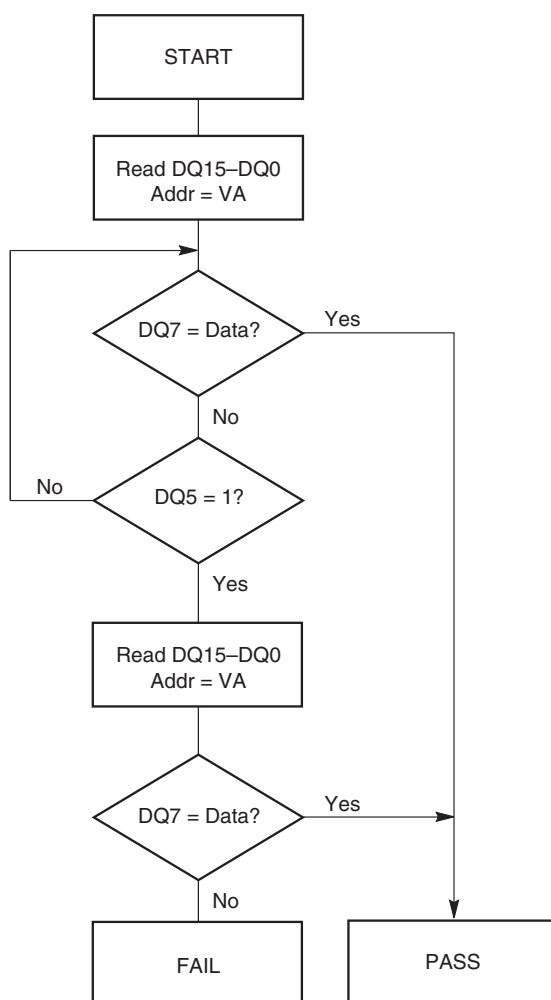 START
Read DQ15–DQ0
Addr = VA
DQ7 = Data?
Yes
No
No
DQ5 = 1?
Yes
Read DQ15–DQ0
Addr = VA
DQ7 = Data?
Yes
No
FAIL
PASS